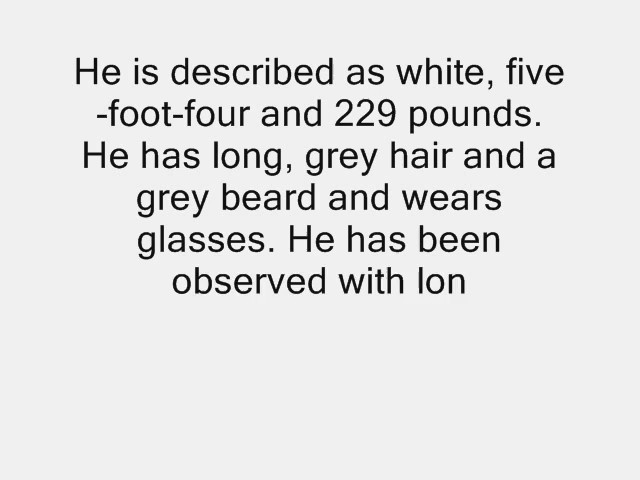 He is described as white, five
-foot-four and 229 pounds.
He has long, grey hair and a
grey beard and wears
glasses. He has been
observed with lon